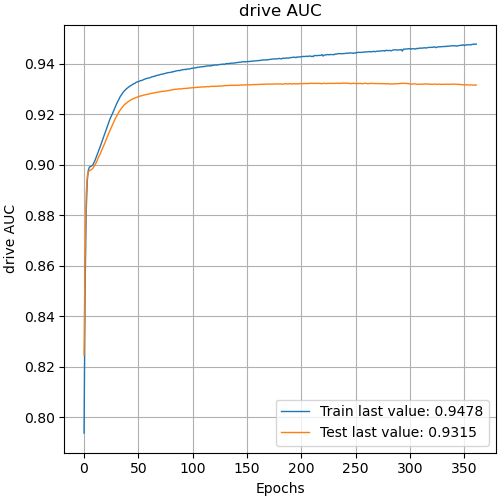 drive AUC
0.94
0.92
0.90
0.88
0.86
0.84
0.82
0.80
drive AUC
Train last value: 0.9478
Test last value: 0.9315
0 50 100 150 200 250 300 350
Epochs